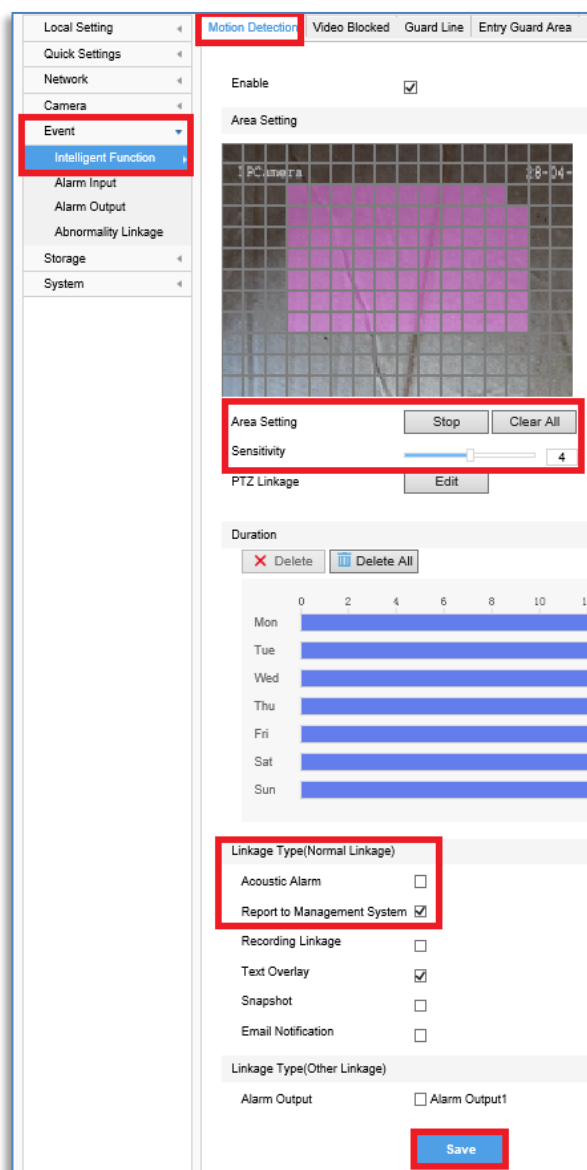 Local Setting
Quick Settings
Network
Camera
Event
Intelligent Function
Alarm Input
Alarm Output
Abnormality Linkage
Storage
System
Motion Detection Video Blocked Guard Line Entry Guard Area
Enable
Area Setting
IPCamera 28-04-
Area Setting Stop Clear All
Sensitivity 4
PTZ Linkage Edit
Duration
Delete Delete All
0 2 4 6 8 10 1
Mon
Tue
Wed
Thu
Fri
Sat
Sun
Linkage Type(Normal Linkage)
Acoustic Alarm
Report to Management System
Recording Linkage
Text Overlay
Snapshot
Email Notification
Linkage Type(Other Linkage)
Alarm Output Alarm Output1
Save